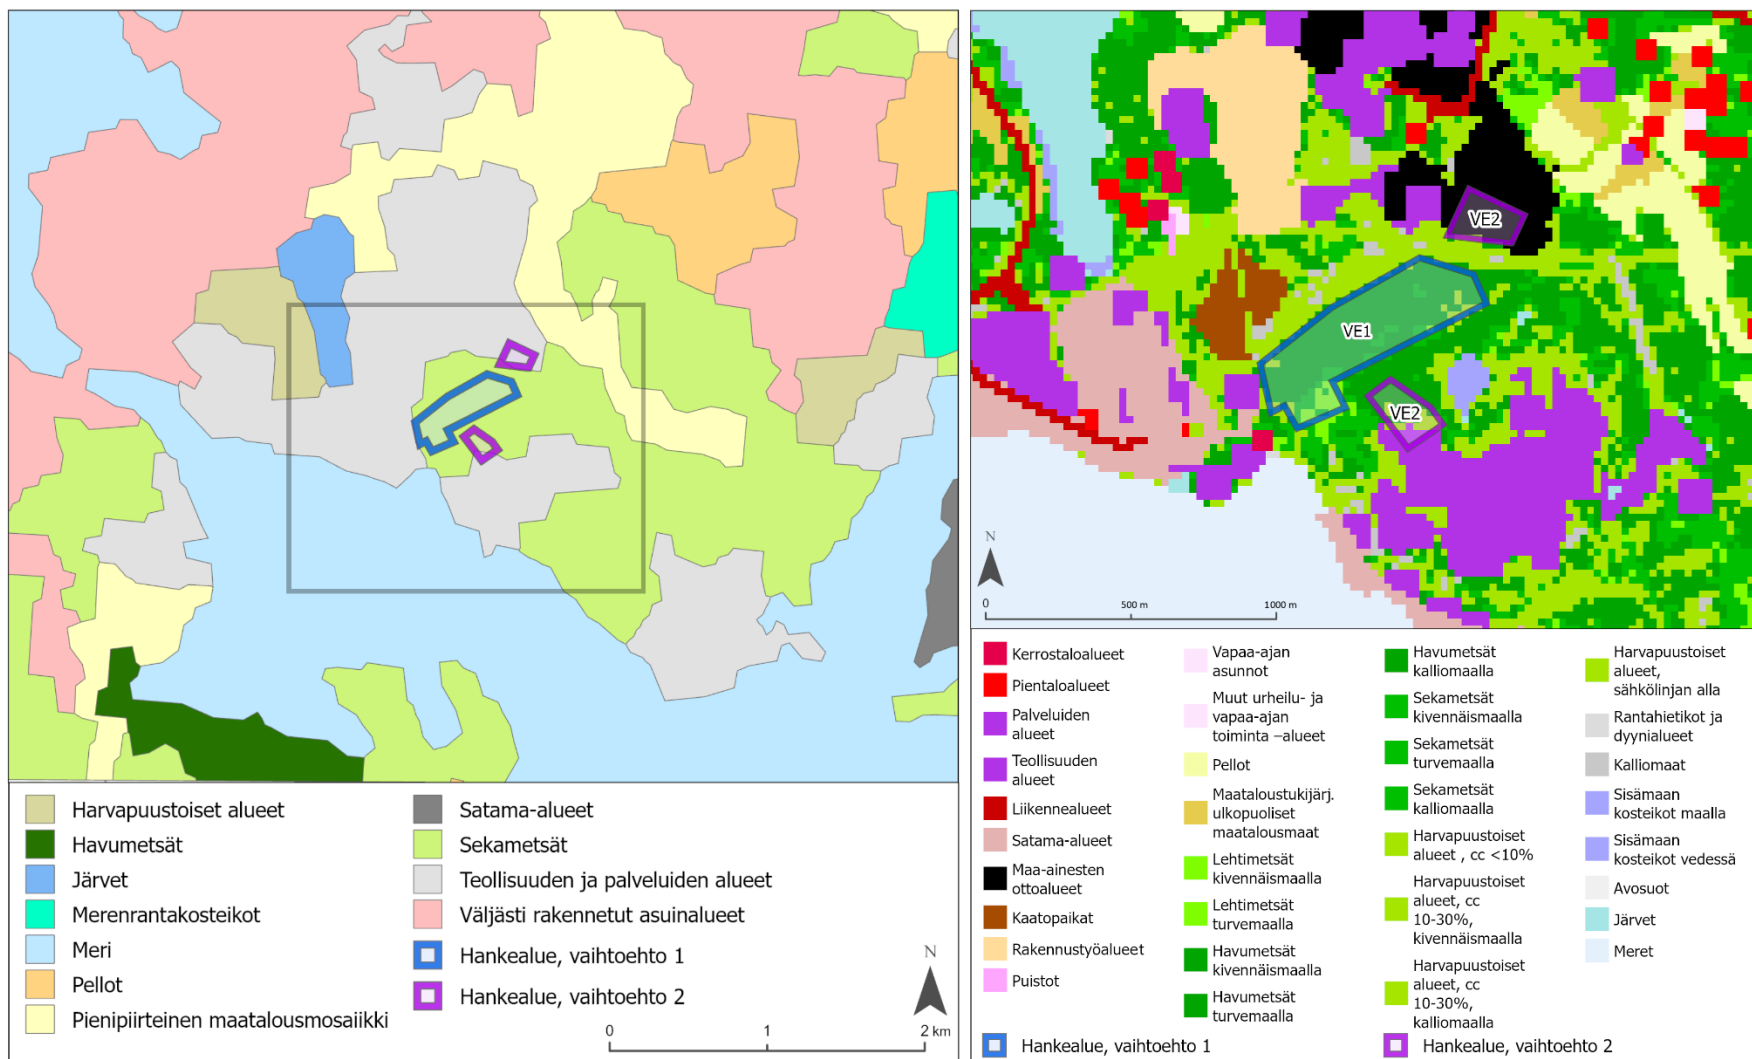 Harvapuustoiset alueet
Havumetsät
Järvet
Merenrantakosteikot
Meri
Pellot
Pienipiirteinen maatalousmosaiikki
Satama-alueet
Sekametsät
Teollisuuden ja palveluiden alueet
Väljästi rakennetut asuinalueet
Hankealue, vaihtoehto 1
Hankealue, vaihtoehto 2
N
0 1 2 km
VE2
VE1
VE2
N
0 500 m 1000 m
Kerrostaloalueet
Pientaloalueet
Palveluiden
alueet
Teollisuuden
alueet
Liikennealueet
Satama-alueet
Maa-ainesten
ottoalueet
Kaatopaikat
Rakennustyöalueet
Puistot
Vapaa-ajan
asunnot
Muut urheilu- ja
vapaa-ajan
toiminta –alueet
Pellot
Maataloustukijärj.
ulkopuoliset
maatalousmaat
Lehtimetsät
kivennäismaalla
Lehtimetsät
turvemaalla
Havumetsät
kivennäismaalla
Havumetsät
turvemaalla
Havumetsät
kalliomaalla
Sekametsät
kivennäismaalla
Sekametsät
turvemaalla
Sekametsät
kalliomaalla
Harvapuustoiset
alueet , cc <10%
Harvapuustoiset
alueet, cc
10-30%,
kivennäismaalla
Harvapuustoiset
alueet, cc
10-30%,
kalliomaalla
Harvapuustoiset
alueet,
sähkölinjan alla
Rantahietikot ja
dyynialueet
Kalliomaat
Sisämaan
kosteikot maalla
Sisämaan
kosteikot vedessä
Avosuot
Järvet
Meret
Hankealue, vaihtoehto 1
Hankealue, vaihtoehto 2